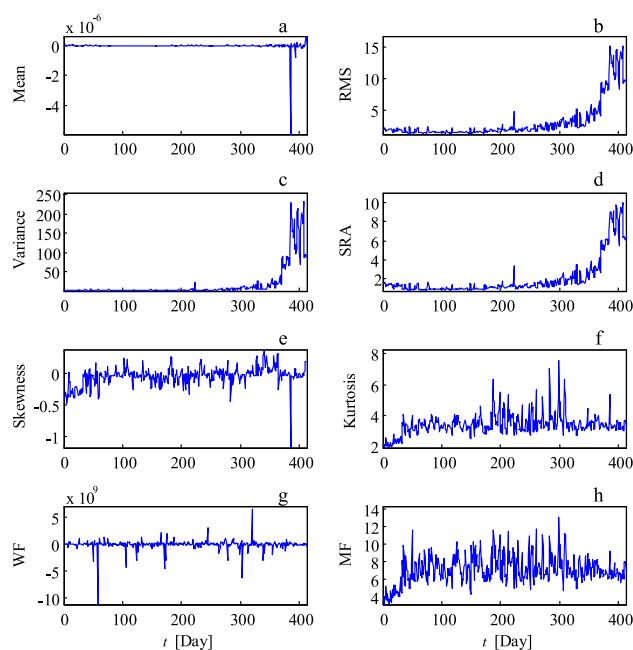 x 10⁻⁶
a
0
-2
-4
Mean
0 100 200 300 400
b
15
10
5
RMS
0 100 200 300 400
c
250
200
150
100
50
Variance
0 100 200 300 400
d
10
8
6
4
2
SRA
0 100 200 300 400
e
0
-0.5
-1
Skewness
0 100 200 300 400
f
8
6
4
2
Kurtosis
0 100 200 300 400
x 10⁹
g
5
0
-5
-10
WF
0 100 200 300 400
t [Day]
h
14
12
10
8
6
4
MF
0 100 200 300 400
t [Day]